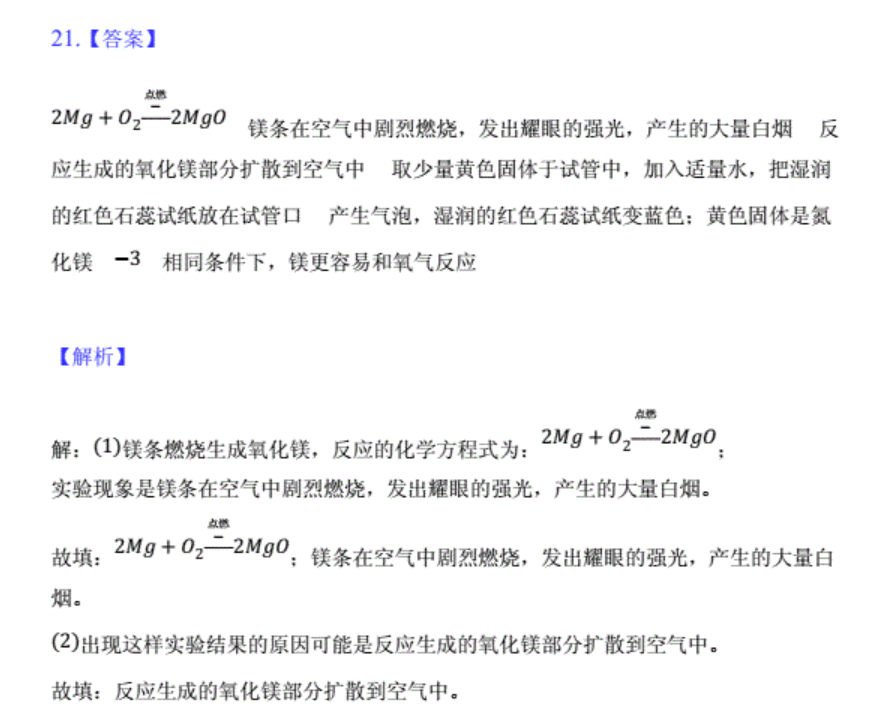 21.【答案】
2Mg + O₂ 点燃 2MgO 镁条在空气中剧烈燃烧，发出耀眼的强光，产生的大量白烟 反
应生成的氧化镁部分扩散到空气中 取少量黄色固体于试管中，加入适量水，把湿润
的红色石蕊试纸放在试管口 产生气泡，湿润的红色石蕊试纸变蓝色；黄色固体是氮
化镁 −3 相同条件下，镁更容易和氧气反应
【解析】
解：(1)镁条燃烧生成氧化镁，反应的化学方程式为：2Mg + O₂ 点燃 2MgO；
实验现象是镁条在空气中剧烈燃烧，发出耀眼的强光，产生的大量白烟。
故填：2Mg + O₂ 点燃 2MgO；镁条在空气中剧烈燃烧，发出耀眼的强光，产生的大量白
烟。
(2)出现这样实验结果的原因可能是反应生成的氧化镁部分扩散到空气中。
故填：反应生成的氧化镁部分扩散到空气中。